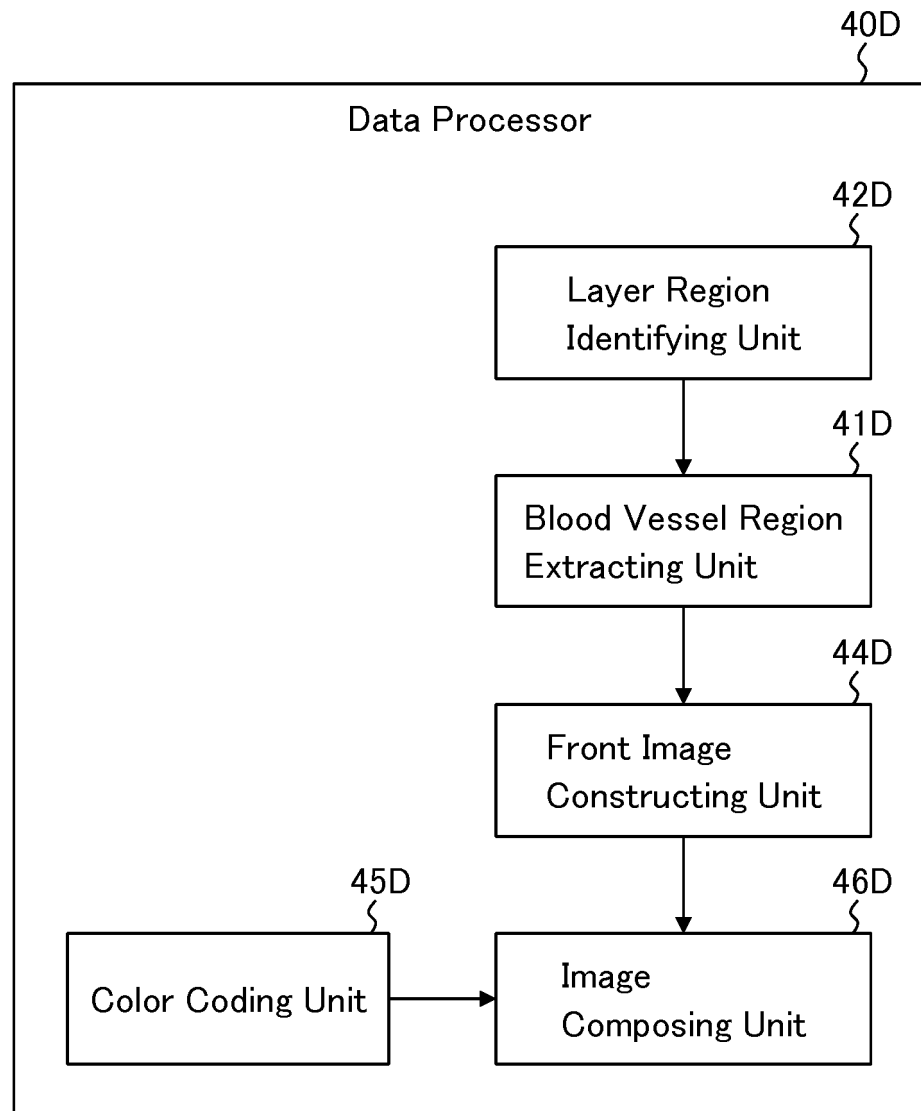 40D
Data Processor
42D
Layer Region
Identifying Unit
41D
Blood Vessel Region
Extracting Unit
44D
Front Image
Constructing Unit
45D
46D
Color Coding Unit
Image
Composing Unit